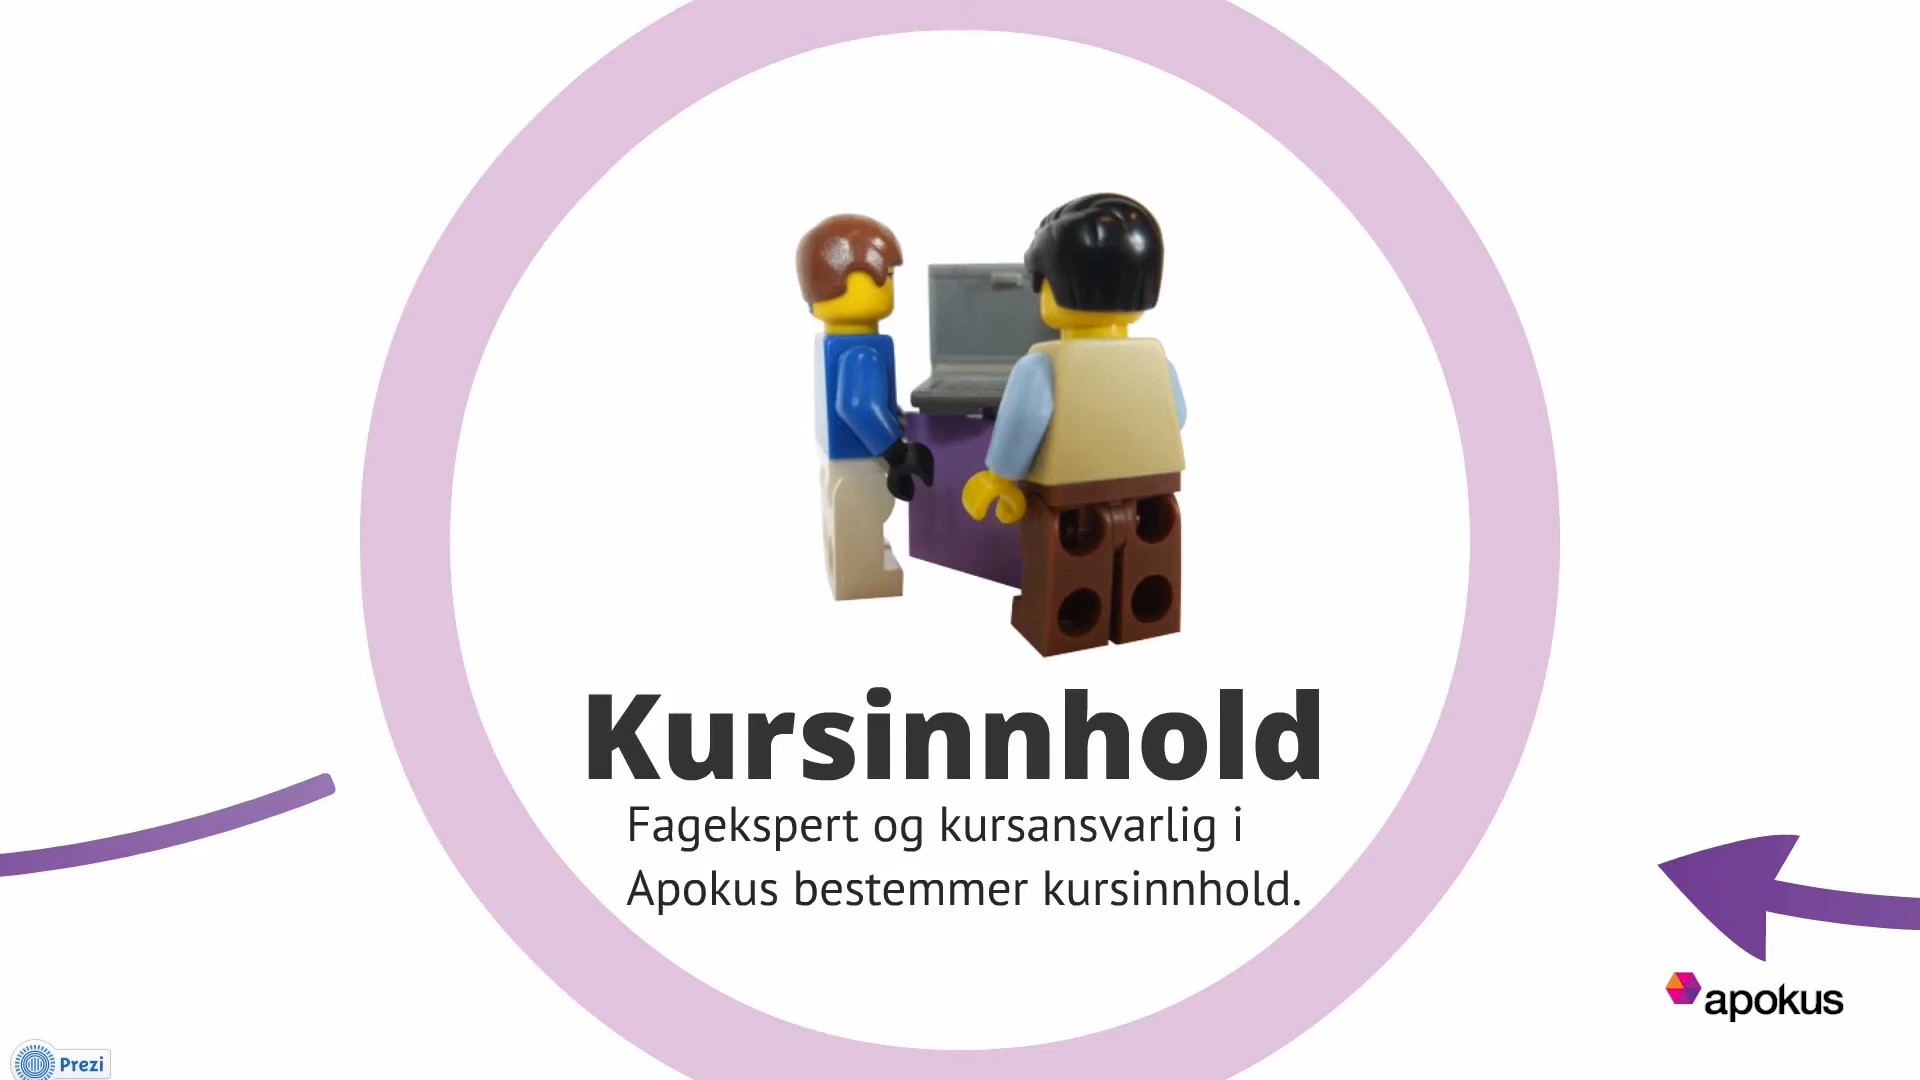 Kursinnhold
Fagekspert og kursansvarlig i
Apokus bestemmer kursinnhold.
apokus
Prezi